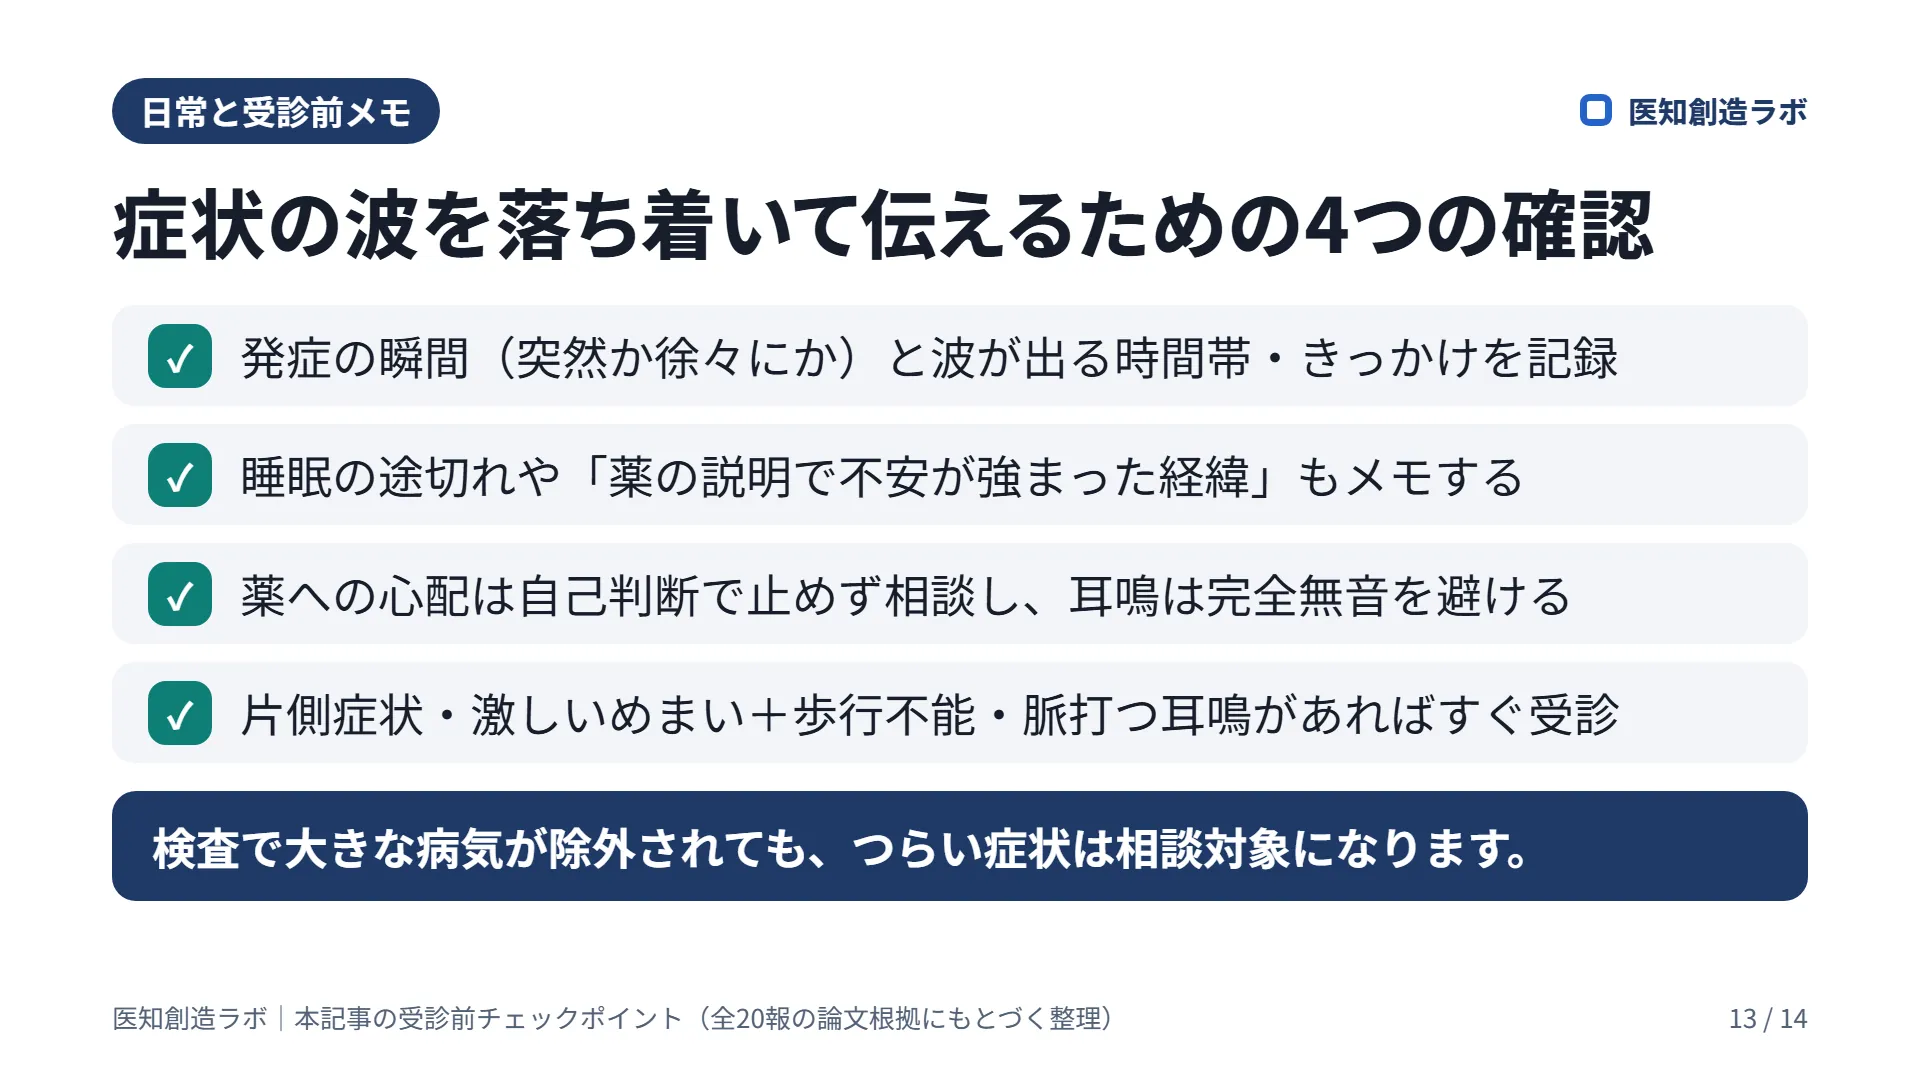 日常と受診前メモ
医知創造ラボ
症状の波を落ち着いて伝えるための4つの確認
✓ 発症の瞬間（突然か徐々にか）と波が出る時間帯・きっかけを記録
✓ 睡眠の途切れや「薬の説明で不安が強まった経緯」もメモする
✓ 薬への心配は自己判断で止めず相談し、耳鳴は完全無音を避ける
✓ 片側症状・激しいめまい＋歩行不能・脈打つ耳鳴があればすぐ受診
検査で大きな病気が除外されても、つらい症状は相談対象になります。
医知創造ラボ｜本記事の受診前チェックポイント（全20報の論文根拠にもとづく整理）
13 / 14